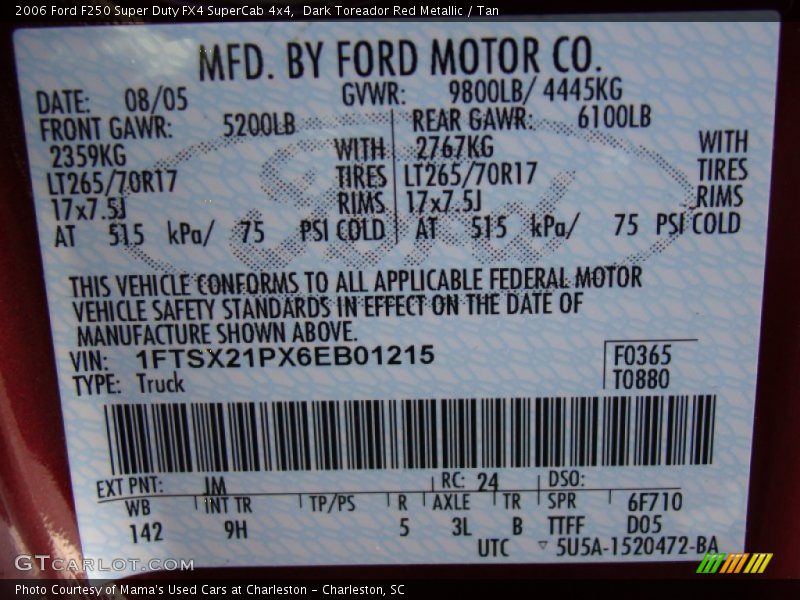 2006 Ford F250 Super Duty FX4 SuperCab 4x4, Dark Toreador Red Metallic / Tan
MFD. BY FORD MOTOR CO.
DATE: 08/05 GVWR: 9800LB/ 4445KG
FRONT GAWR: 5200LB REAR GAWR: 6100LB
2359KG WITH 2767KG WITH
LT265/70R17 TIRES LT265/70R17 TIRES
17x7.5J RIMS 17x7.5J RIMS
AT 515 kPa/ 75 PSI COLD AT 515 kPa/ 75 PSI COLD
THIS VEHICLE CONFORMS TO ALL APPLICABLE FEDERAL MOTOR
VEHICLE SAFETY STANDARDS IN EFFECT ON THE DATE OF
MANUFACTURE SHOWN ABOVE.
VIN: 1FTSX21PX6EB01215 F0365
TYPE: Truck T0880
EXT PNT: JM RC: 24 DSO:
WB INT TR TP/PS R AXLE TR SPR 6F710
142 9H 5 3L B TTFF D05
UTC ▽ 5U5A-1520472-BA
Ford
GTCARLOT.COM
Photo Courtesy of Mama's Used Cars at Charleston - Charleston, SC